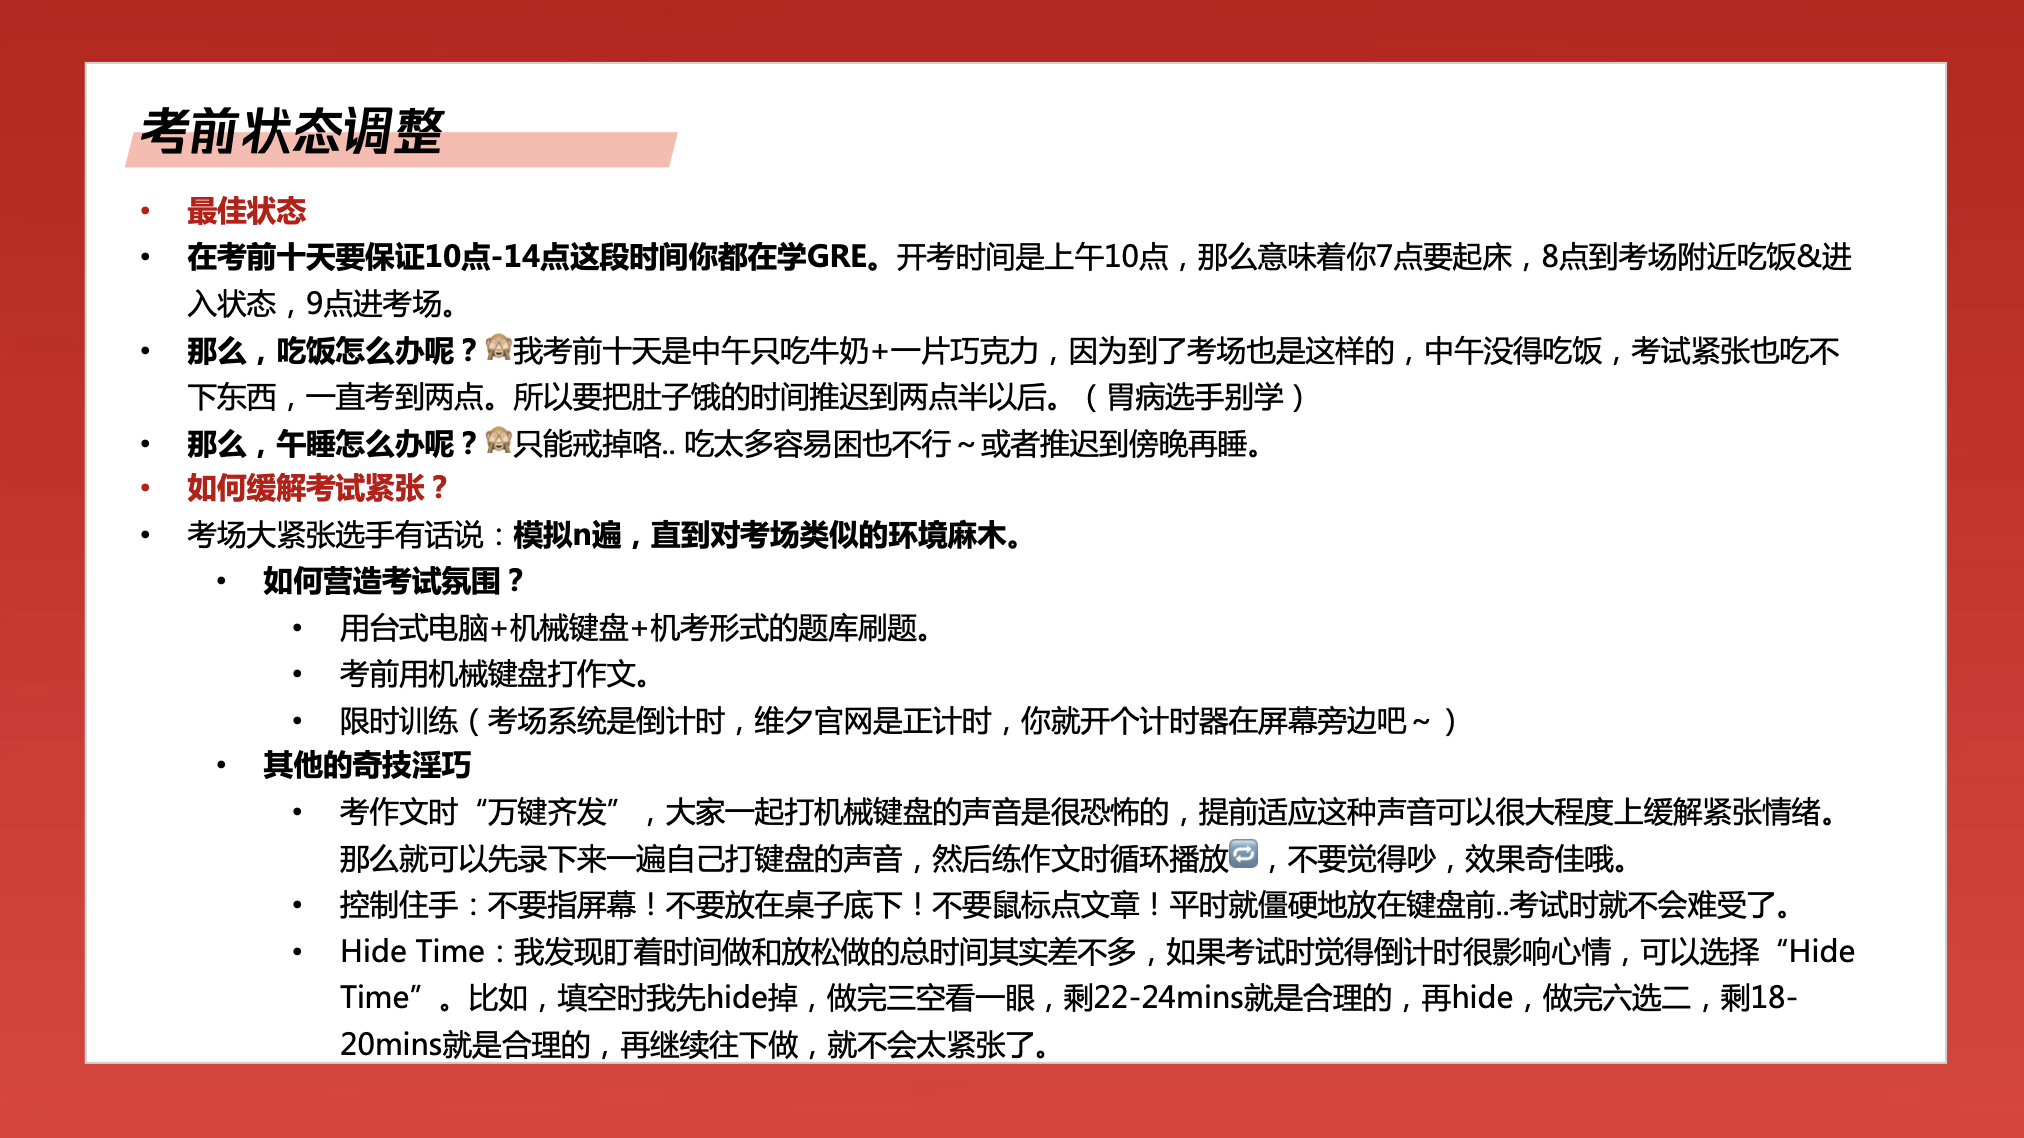 考前状态调整
• 最佳状态
• 在考前十天要保证10点-14点这段时间你都在学GRE。开考时间是上午10点，那么意味着你7点要起床，8点到考场附近吃饭&进
入状态，9点进考场。
• 那么，吃饭怎么办呢？🙈我考前十天是中午只吃牛奶+一片巧克力，因为到了考场也是这样的，中午没得吃饭，考试紧张也吃不
下东西，一直考到两点。所以要把肚子饿的时间推迟到两点半以后。（胃病选手别学）
• 那么，午睡怎么办呢？🙈只能戒掉咯.. 吃太多容易困也不行～或者推迟到傍晚再睡。
• 如何缓解考试紧张？
• 考场大紧张选手有话说：模拟n遍，直到对考场类似的环境麻木。
• 如何营造考试氛围？
• 用台式电脑+机械键盘+机考形式的题库刷题。
• 考前用机械键盘打作文。
• 限时训练（考场系统是倒计时，维夕官网是正计时，你就开个计时器在屏幕旁边吧～）
• 其他的奇技淫巧
• 考作文时“万键齐发”，大家一起打机械键盘的声音是很恐怖的，提前适应这种声音可以很大程度上缓解紧张情绪。
那么就可以先录下来一遍自己打键盘的声音，然后练作文时循环播放🔁，不要觉得吵，效果奇佳哦。
• 控制住手：不要指屏幕！不要放在桌子底下！不要鼠标点文章！平时就僵硬地放在键盘前..考试时就不会难受了。
• Hide Time：我发现盯着时间做和放松做的总时间其实差不多，如果考试时觉得倒计时很影响心情，可以选择“Hide
Time”。比如，填空时我先hide掉，做完三空看一眼，剩22-24mins就是合理的，再hide，做完六选二，剩18-
20mins就是合理的，再继续往下做，就不会太紧张了。